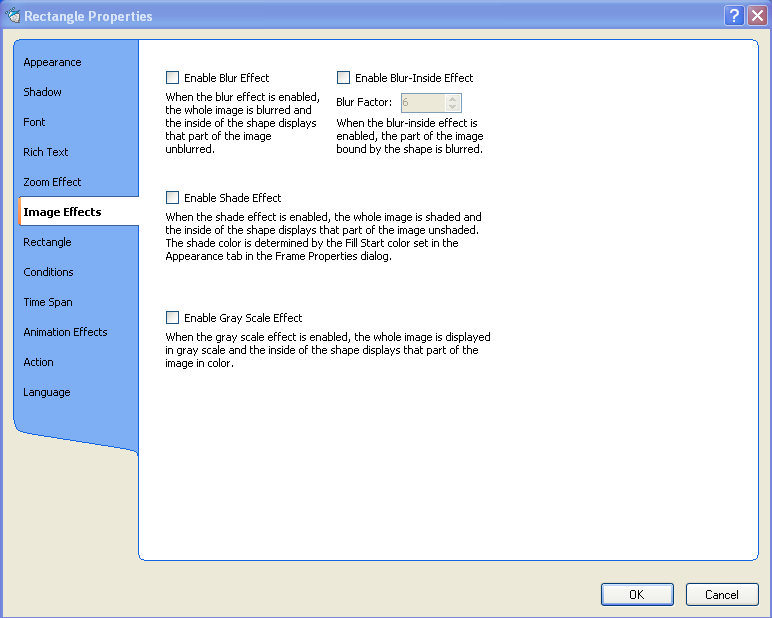 Rectangle Properties
?
Appearance
Shadow
Font
Rich Text
Zoom Effect
Image Effects
Rectangle
Conditions
Time Span
Animation Effects
Action
Language
Enable Blur Effect
When the blur effect is enabled,
the whole image is blurred and
the inside of the shape displays
that part of the image
unblurred.
Enable Blur-Inside Effect
Blur Factor: 6
When the blur-inside effect is
enabled, the part of the image
bound by the shape is blurred.
Enable Shade Effect
When the shade effect is enabled, the whole image is shaded and
the inside of the shape displays that part of the image unshaded.
The shade color is determined by the Fill Start color set in the
Appearance tab in the Frame Properties dialog.
Enable Gray Scale Effect
When the gray scale effect is enabled, the whole image is displayed
in gray scale and the inside of the shape displays that part of the
image in color.
OK
Cancel